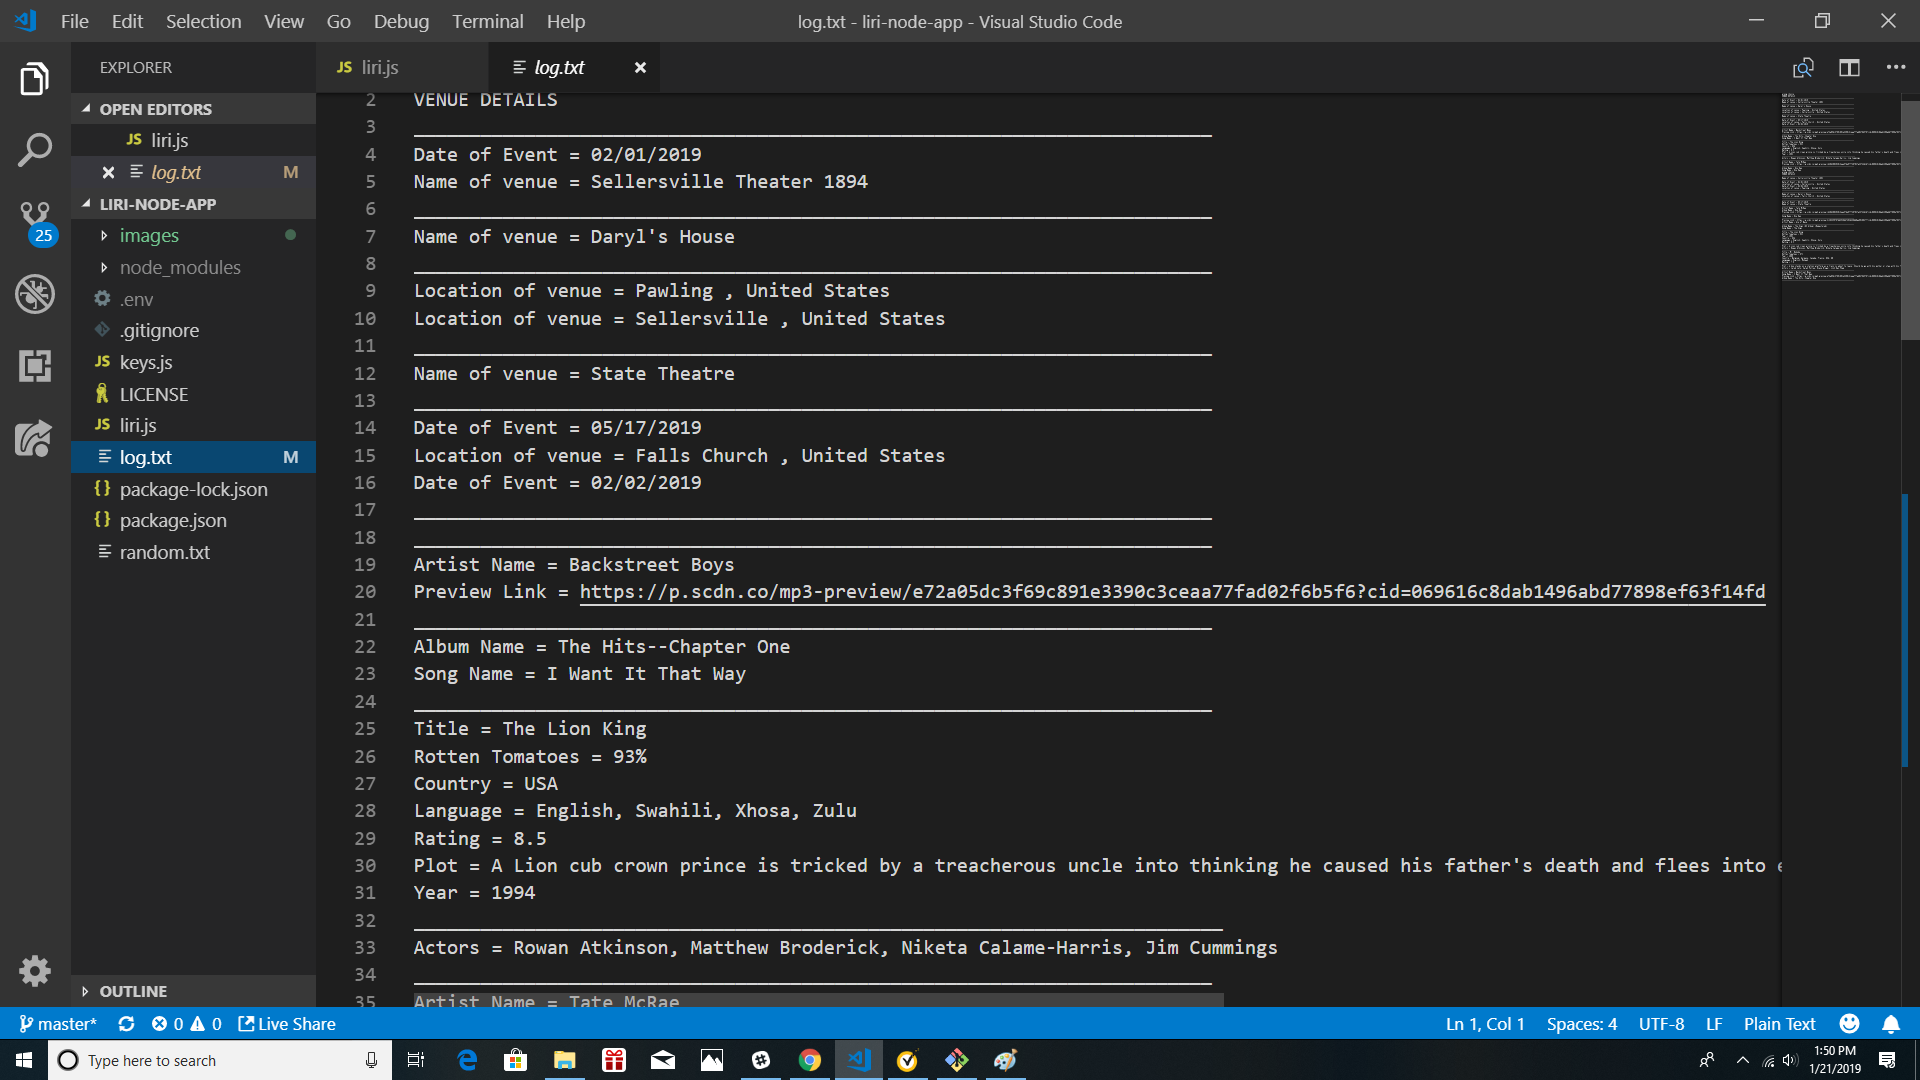 File Edit Selection View Go Debug Terminal Help
log.txt - liri-node-app - Visual Studio Code
EXPLORER
OPEN EDITORS
JS liri.js
log.txt M
LIRI-NODE-APP
25
images
node_modules
.env
.gitignore
JS keys.js
LICENSE
JS liri.js
log.txt M
{} package-lock.json
{} package.json
random.txt
OUTLINE
JS liri.js
log.txt
2 VENUE DETAILS
3 ________________________________________________________________________
4 Date of Event = 02/01/2019
5 Name of venue = Sellersville Theater 1894
6 ________________________________________________________________________
7 Name of venue = Daryl's House
8 ________________________________________________________________________
9 Location of venue = Pawling , United States
10 Location of venue = Sellersville , United States
11 ________________________________________________________________________
12 Name of venue = State Theatre
13 ________________________________________________________________________
14 Date of Event = 05/17/2019
15 Location of venue = Falls Church , United States
16 Date of Event = 02/02/2019
17 ________________________________________________________________________
18 ________________________________________________________________________
19 Artist Name = Backstreet Boys
20 Preview Link = https://p.scdn.co/mp3-preview/e72a05dc3f69c891e3390c3ceaa77fad02f6b5f6?cid=069616c8dab1496abd77898ef63f14fd
21 ________________________________________________________________________
22 Album Name = The Hits--Chapter One
23 Song Name = I Want It That Way
24 ________________________________________________________________________
25 Title = The Lion King
26 Rotten Tomatoes = 93%
27 Country = USA
28 Language = English, Swahili, Xhosa, Zulu
29 Rating = 8.5
30 Plot = A Lion cub crown prince is tricked by a treacherous uncle into thinking he caused his father's death and flees into
31 Year = 1994
32 _________________________________________________________________________
33 Actors = Rowan Atkinson, Matthew Broderick, Niketa Calame-Harris, Jim Cummings
34 ________________________________________________________________________
35 Artist Name = Tate McRae
master* 0 0 Live Share
Ln 1, Col 1 Spaces: 4 UTF-8 LF Plain Text
Type here to search
1:50 PM
1/21/2019